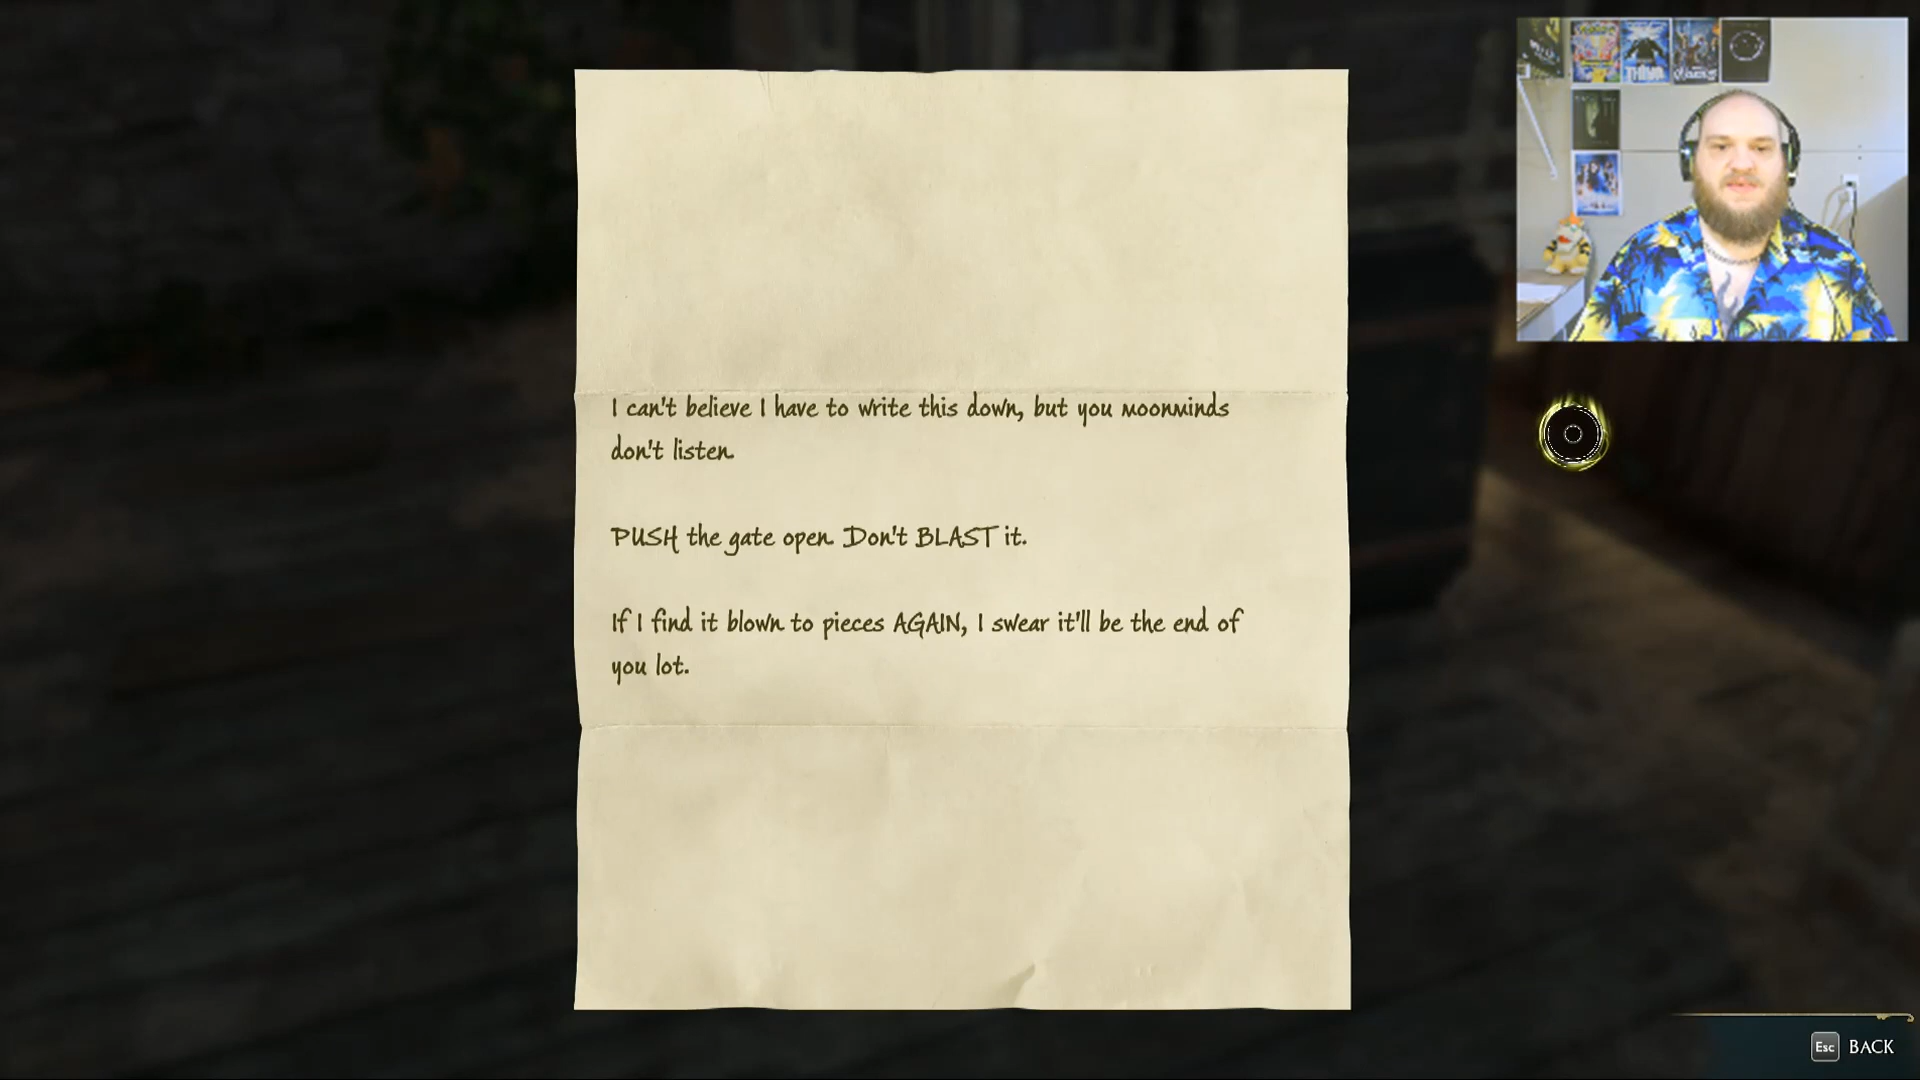 I can't believe I have to write this down, but you moonminds
don't listen.
PUSH the gate open. Don't BLAST it.
If I find it blown to pieces AGAIN, I swear it'll be the end of
you lot.
Esc BACK